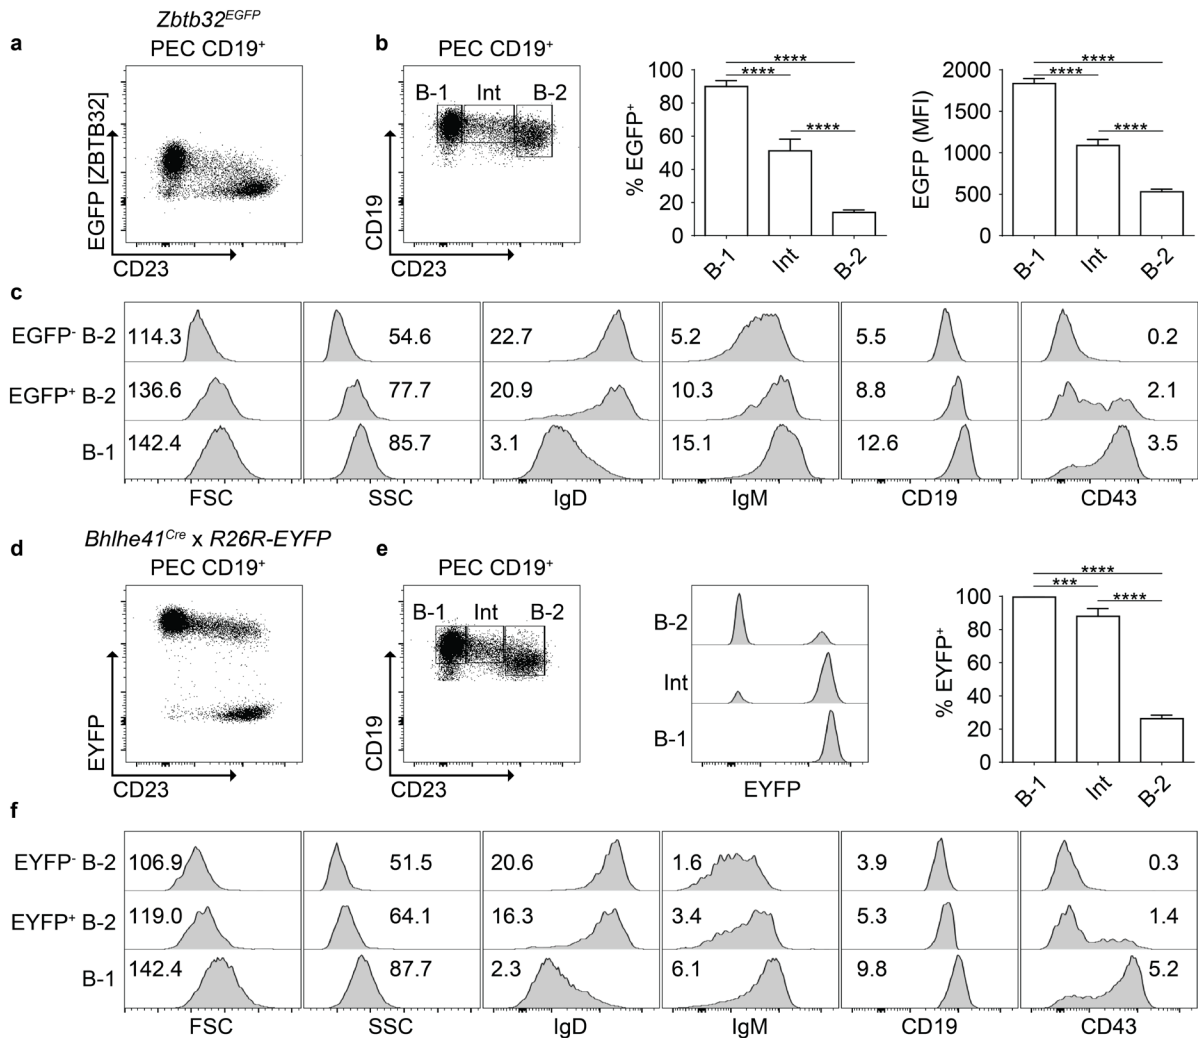 Zbtb32EGFP
a
PEC CD19+
EGFP [ZBTB32]
CD23
b
PEC CD19+
B-1 Int B-2
CD19
CD23
% EGFP+
100
80
60
40
20
0
****
****
****
B-1 Int B-2
EGFP (MFI)
2000
1500
1000
500
0
****
****
****
B-1 Int B-2
c
EGFP- B-2 114.3 54.6 22.7 5.2 5.5 0.2
EGFP+ B-2 136.6 77.7 20.9 10.3 8.8 2.1
B-1 142.4 85.7 3.1 15.1 12.6 3.5
FSC SSC IgD IgM CD19 CD43
Bhlhe41Cre x R26R-EYFP
d
PEC CD19+
EYFP
CD23
e
PEC CD19+
B-1 Int B-2
CD19
CD23
B-2
Int
B-1
EYFP
% EYFP+
100
80
60
40
20
0
****
***
****
B-1 Int B-2
f
EYFP- B-2 106.9 51.5 20.6 1.6 3.9 0.3
EYFP+ B-2 119.0 64.1 16.3 3.4 5.3 1.4
B-1 142.4 87.7 2.3 6.1 9.8 5.2
FSC SSC IgD IgM CD19 CD43